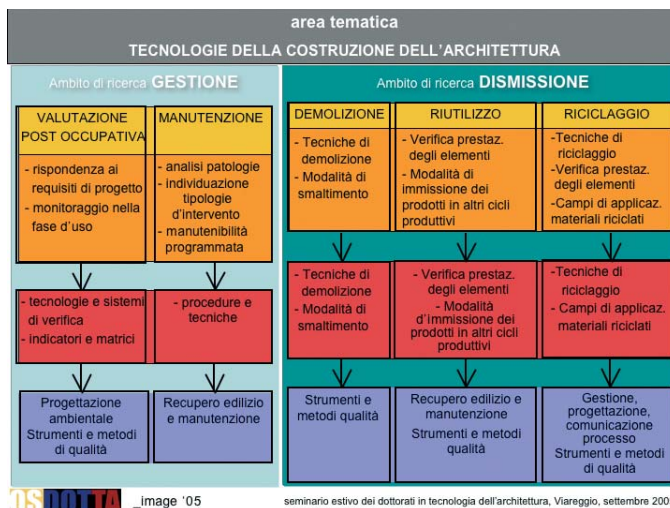 area tematica
TECNOLOGIE DELLA COSTRUZIONE DELL'ARCHITETTURA
Ambito di ricerca GESTIONE
VALUTAZIONE
POST OCCUPATIVA
- rispondenza ai
requisiti di progetto
- monitoraggio nella
fase d'uso
- tecnologie e sistemi
di verifica
- indicatori e matrici
Progettazione
ambientale
Strumenti e metodi
di qualità
MANUTENZIONE
- analisi patologie
- individuazione
tipologie
d'intervento
- manutenibilità
programmata
- procedure e
tecniche
Recupero edilizio
e manutenzione
Ambito di ricerca DISMISSIONE
DEMOLIZIONE
- Tecniche di
demolizione
- Modalità di
smaltimento
- Tecniche di
demolizione
- Modalità di
smaltimento
Strumenti e
metodi qualità
RIUTILIZZO
- Verifica prestaz.
degli elementi
- Modalità di
immissione dei
prodotti in altri cicli
produttivi
- Verifica prestaz.
degli elementi
- Modalità
d'immissione dei
prodotti in altri cicli
produttivi
Recupero edilizio e
manutenzione
Strumenti e metodi
qualità
RICICLAGGIO
-Tecniche di
riciclaggio
-Verifica prestaz.
degli elementi
- Campi di applicaz.
materiali riciclati
-Tecniche di
riciclaggio
- Campi di applicaz.
materiali riciclati
Gestione,
progettazione,
comunicazione
processo
Strumenti e metodi
di qualità
OSDOTTA _image '05
seminario estivo dei dottorati in tecnologia dell'architettura, Viareggio, settembre